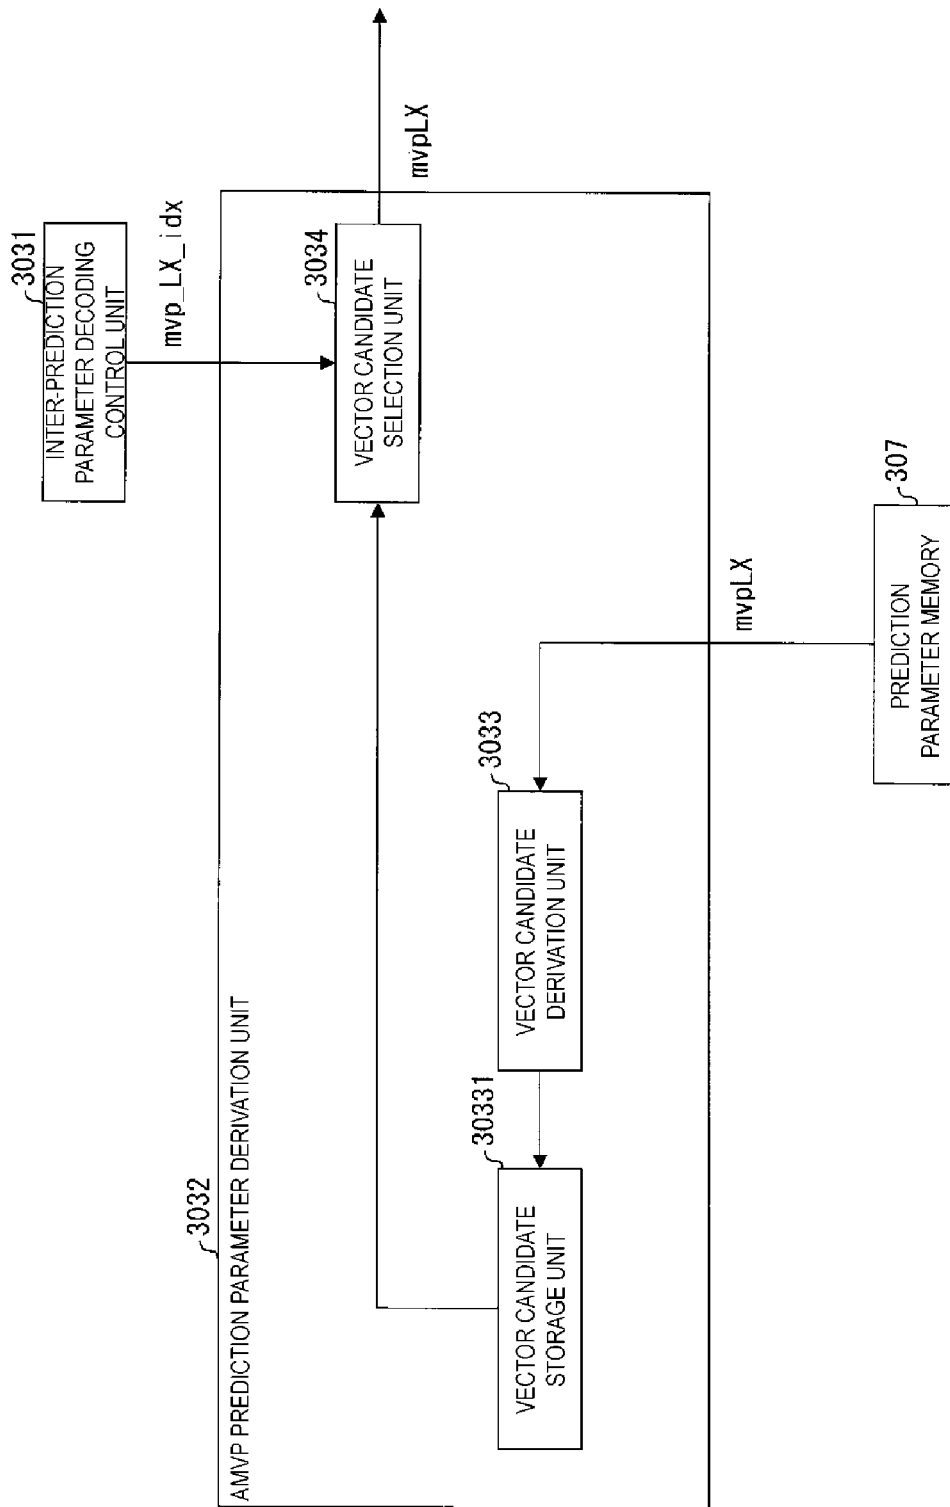 AMVP PREDICTION PARAMETER DERIVATION UNIT
3032
INTER-PREDICTION
PARAMETER DECODING
CONTROL UNIT
3031
mvp_LX_idx
VECTOR CANDIDATE
SELECTION UNIT
3034
mvpLX
VECTOR CANDIDATE
STORAGE UNIT
30331
VECTOR CANDIDATE
DERIVATION UNIT
3033
mvpLX
PREDICTION
PARAMETER MEMORY
307